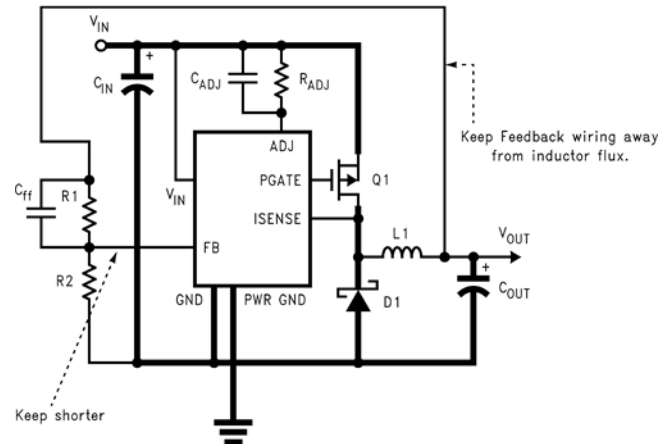 VIN
+
CIN
CADJ
RADJ
ADJ
Keep Feedback wiring away
from inductor flux.
Cff
R1
VIN
PGATE
Q1
ISENSE
L1
VOUT
FB
R2
GND
PWR GND
D1
+
COUT
Keep shorter